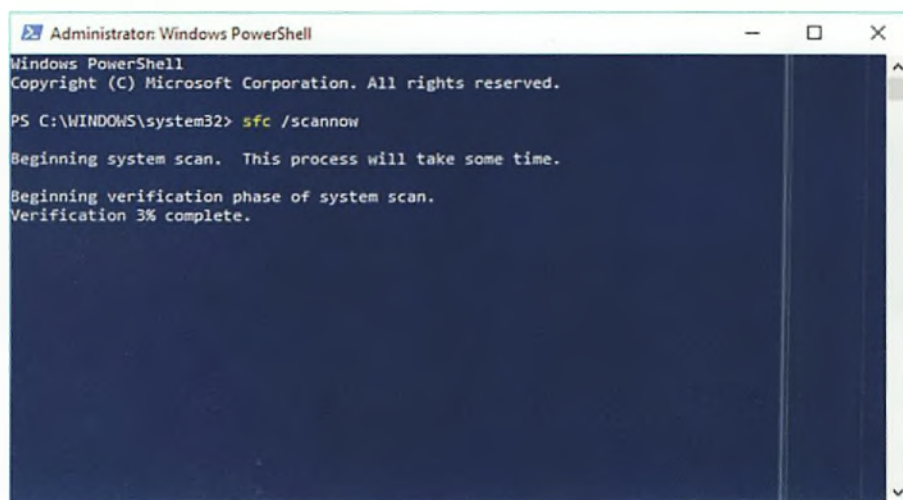 Administrator: Windows PowerShell
Windows PowerShell
Copyright (C) Microsoft Corporation. All rights reserved.
PS C:\WINDOWS\system32> sfc /scannow
Beginning system scan.  This process will take some time.
Beginning verification phase of system scan.
Verification 3% complete.